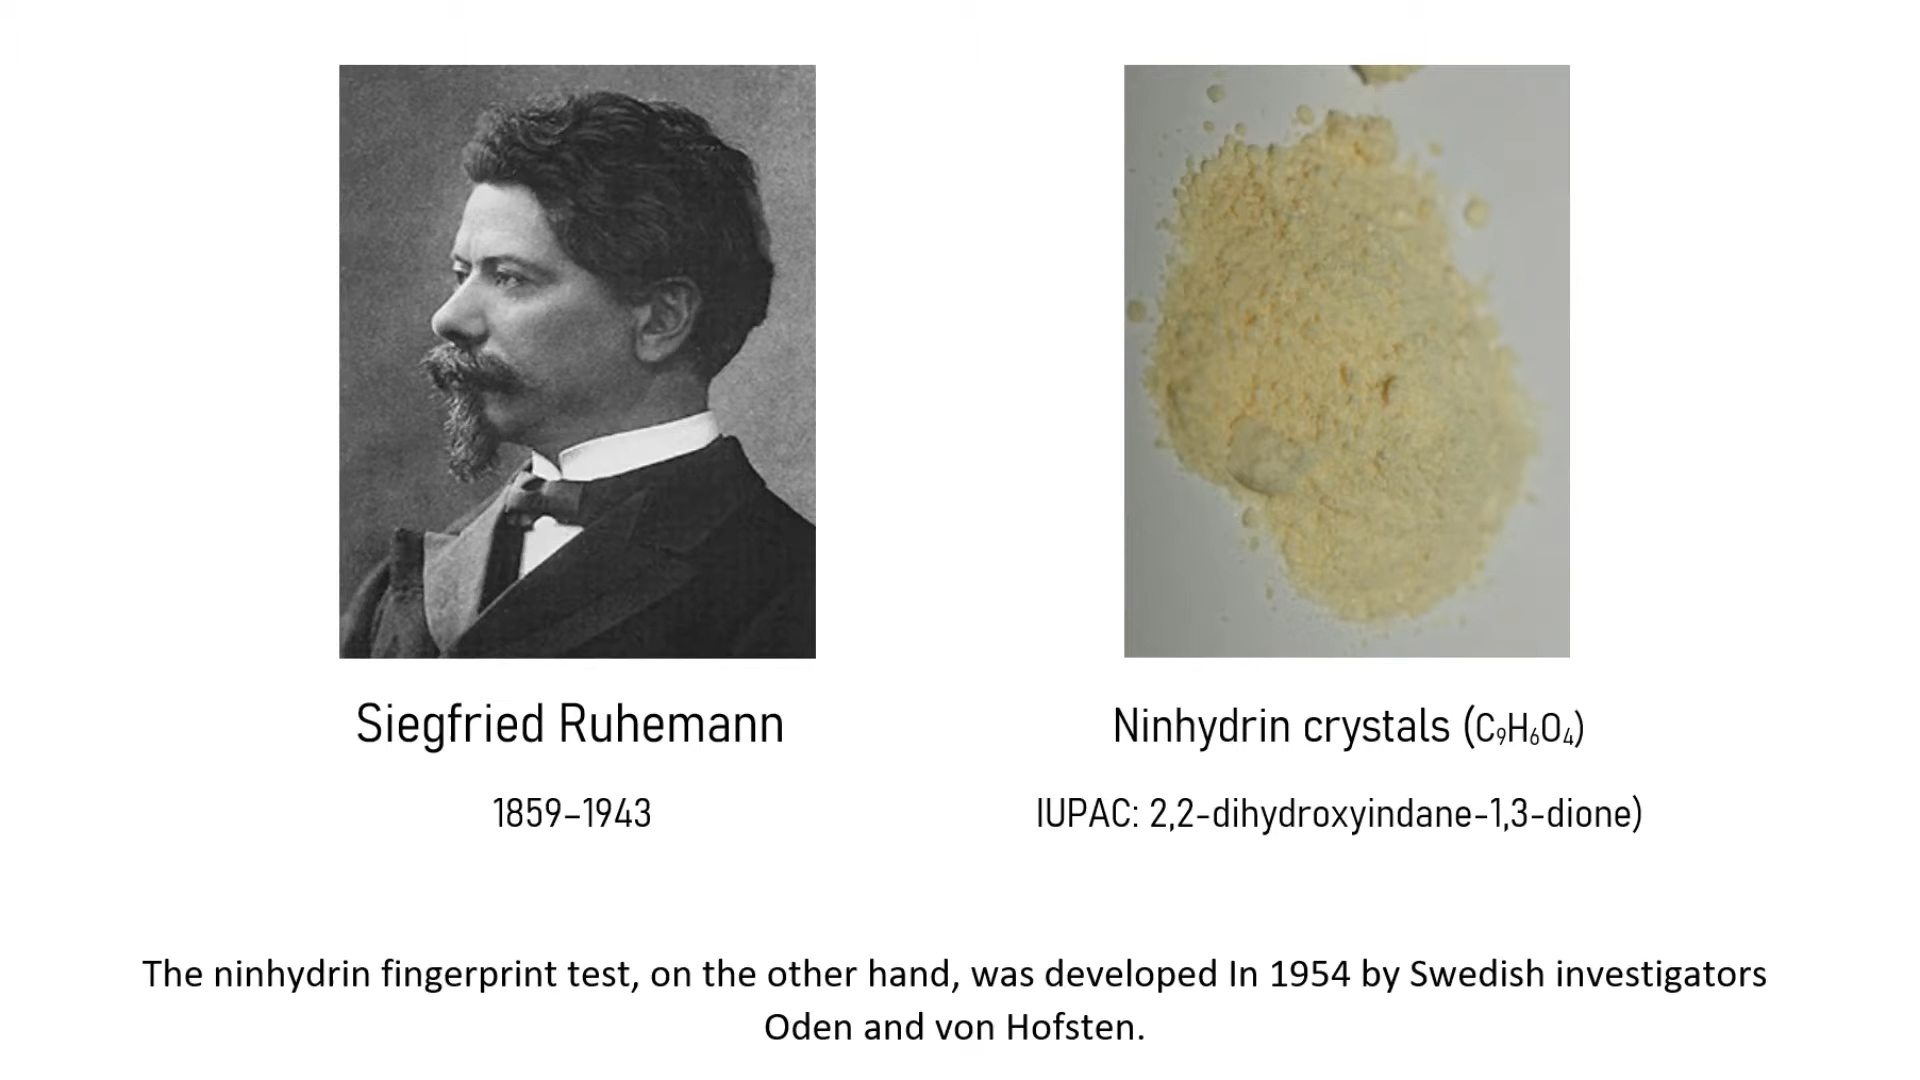 Siegfried Ruhemann
1859–1943
Ninhydrin crystals (C₉H₆O₄)
IUPAC: 2,2-dihydroxyindane-1,3-dione)
The ninhydrin fingerprint test, on the other hand, was developed In 1954 by Swedish investigators
Oden and von Hofsten.